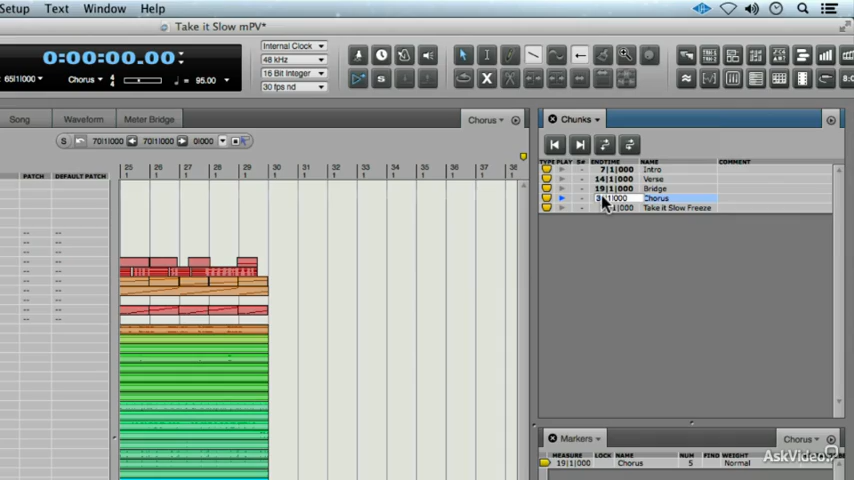 Setup Text Window Help
Take it Slow mPV*
0:00:00.00
65|1|000 Chorus 4 4 = 95.00
Internal Clock
48 kHz
16 Bit Integer
30 fps nd
8:0
Song Waveform Meter Bridge Chorus
S 70|1|000 70|1|000 0|000
25 26 27 28 29 30 31 32 33 34 35 36 37 38
PATCH DEFAULT PATCH
Chunks
TYPE PLAY S# ENDTIME NAME COMMENT
7|1|000 Intro
14|1|000 Verse
19|1|000 Bridge
Chorus
Take it Slow Freeze
Markers Chorus
MEASURE LOCK NAME NUM FIND WEIGHT REMAR
19|1|000 Chorus 5 Normal
AskVideo